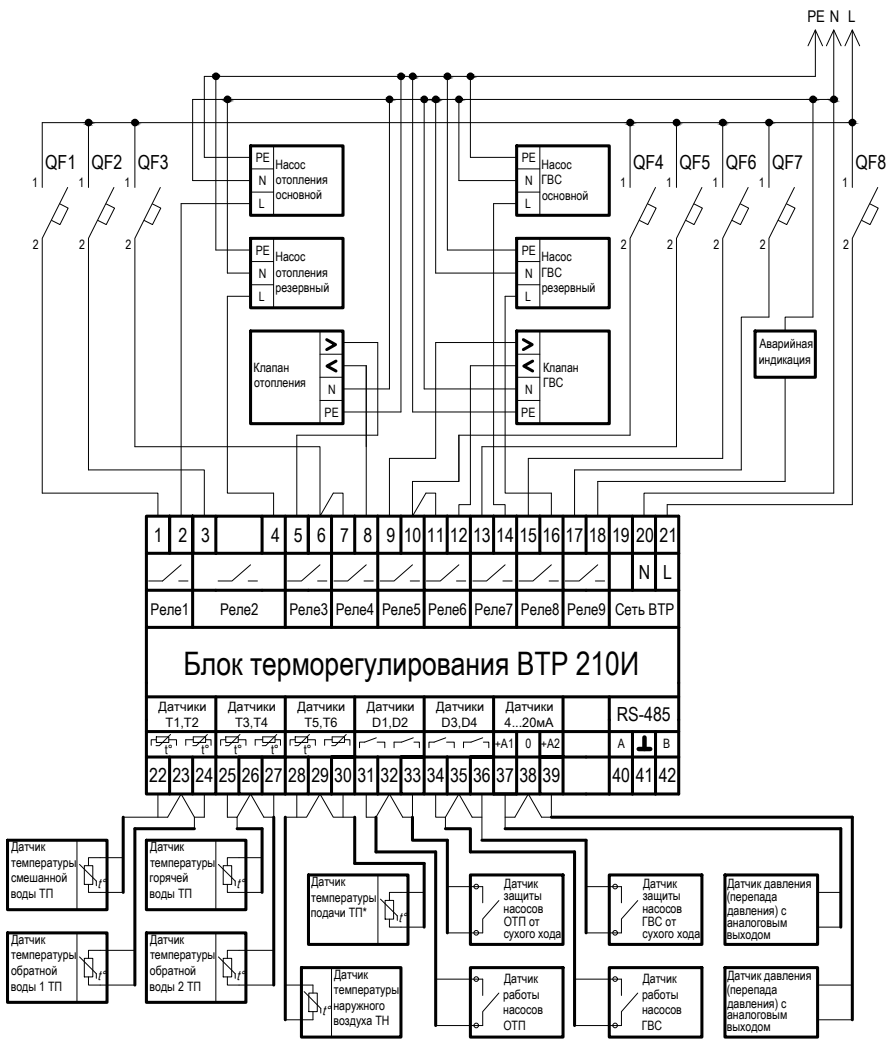 PE N L
QF1 QF2 QF3 QF4 QF5 QF6 QF7 QF8
1 1 1 1 1 1 1 1
2 2 2 2 2 2 2 2
PE
N
L
Насос
отопления
основной
PE
N
L
Насос
ГВС
основной
PE
N
L
Насос
отопления
резервный
PE
N
L
Насос
ГВС
резервный
Клапан
отопления
>
<
N
PE
>
<
N
PE
Клапан
ГВС
Аварийная
индикация
1 2 3 4 5 6 7 8 9 10 11 12 13 14 15 16 17 18 19 20 21
N L
Реле1 Реле2 Реле3 Реле4 Реле5 Реле6 Реле7 Реле8 Реле9 Сеть ВТР
Блок терморегулирования ВТР 210И
Датчики
Т1,Т2
Датчики
Т3,Т4
Датчики
Т5,Т6
Датчики
D1,D2
Датчики
D3,D4
Датчики
4...20мА
RS-485
t° t° t° t° t° +A1 0 +A2 A B
22 23 24 25 26 27 28 29 30 31 32 33 34 35 36 37 38 39 40 41 42
Датчик
температуры
смешанной
воды ТП
t°
Датчик
температуры
горячей
воды ТП
t°
Датчик
температуры
подачи ТП*
t°
Датчик
защиты
насосов
ОТП от
сухого хода
Датчик
защиты
насосов
ГВС от
сухого хода
Датчик давления
(перепада
давления) с
аналоговым
выходом
Датчик
температуры
обратной
воды 1 ТП
t°
Датчик
температуры
обратной
воды 2 ТП
t°
t°
Датчик
температуры
наружного
воздуха ТН
Датчик
работы
насосов
ОТП
Датчик
работы
насосов
ГВС
Датчик давления
(перепада
давления) с
аналоговым
выходом